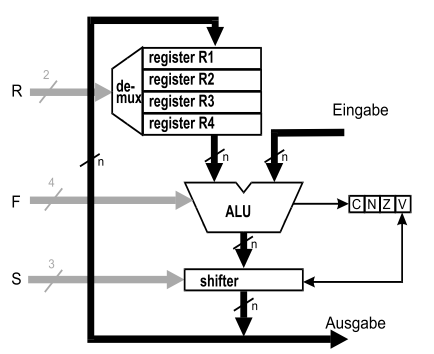 register R1
2
de-
mux
register R2
R
register R3
Eingabe
register R4
n
n
n
4
F
ALU
C N Z V
n
3
S
shifter
n
Ausgabe